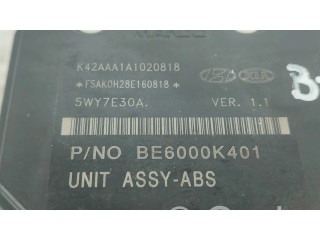 K42AAA1A1020818
*FSAK0H28E160818*
5WY7E30A. VER. 1.1
P/NO BE6000K401
UNIT ASSY-ABS